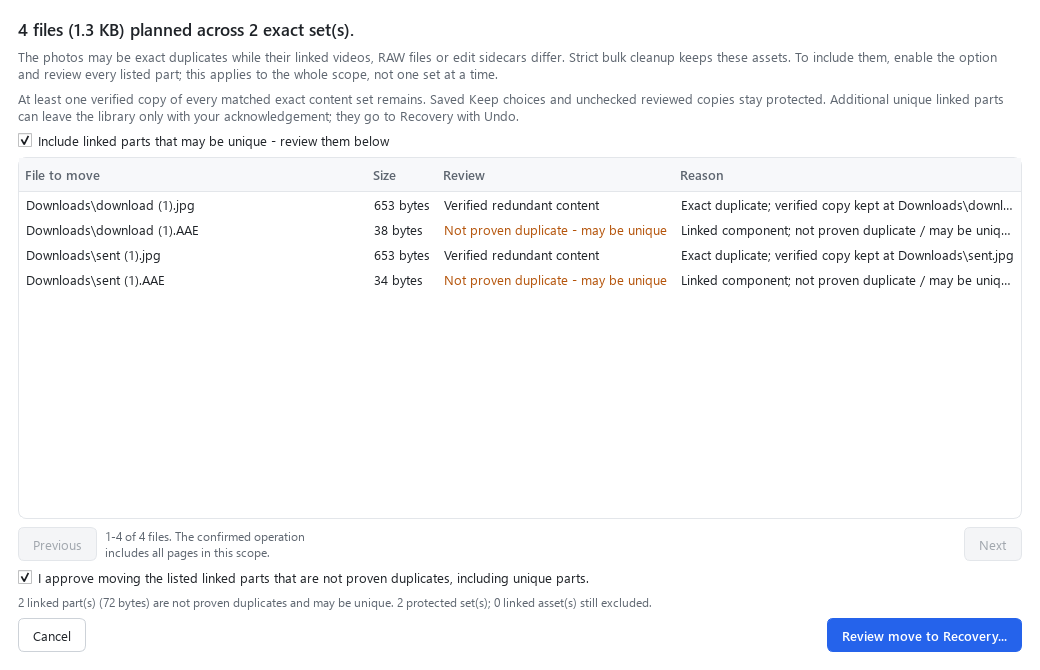 4 files (1.3 KB) planned across 2 exact set(s).
The photos may be exact duplicates while their linked videos, RAW files or edit sidecars differ. Strict bulk cleanup keeps these assets. To include them, enable the option
and review every listed part; this applies to the whole scope, not one set at a time.
At least one verified copy of every matched exact content set remains. Saved Keep choices and unchecked reviewed copies stay protected. Additional unique linked parts
can leave the library only with your acknowledgement; they go to Recovery with Undo.
Include linked parts that may be unique - review them below
File to move Size Review Reason
Downloads\download (1).jpg 653 bytes Verified redundant content Exact duplicate; verified copy kept at Downloads\downl...
Downloads\download (1).AAE 38 bytes Not proven duplicate - may be unique Linked component; not proven duplicate / may be uniq...
Downloads\sent (1).jpg 653 bytes Verified redundant content Exact duplicate; verified copy kept at Downloads\sent.jpg
Downloads\sent (1).AAE 34 bytes Not proven duplicate - may be unique Linked component; not proven duplicate / may be uniq...
Previous
1-4 of 4 files. The confirmed operation
includes all pages in this scope.
Next
I approve moving the listed linked parts that are not proven duplicates, including unique parts.
2 linked part(s) (72 bytes) are not proven duplicates and may be unique. 2 protected set(s); 0 linked asset(s) still excluded.
Cancel
Review move to Recovery...